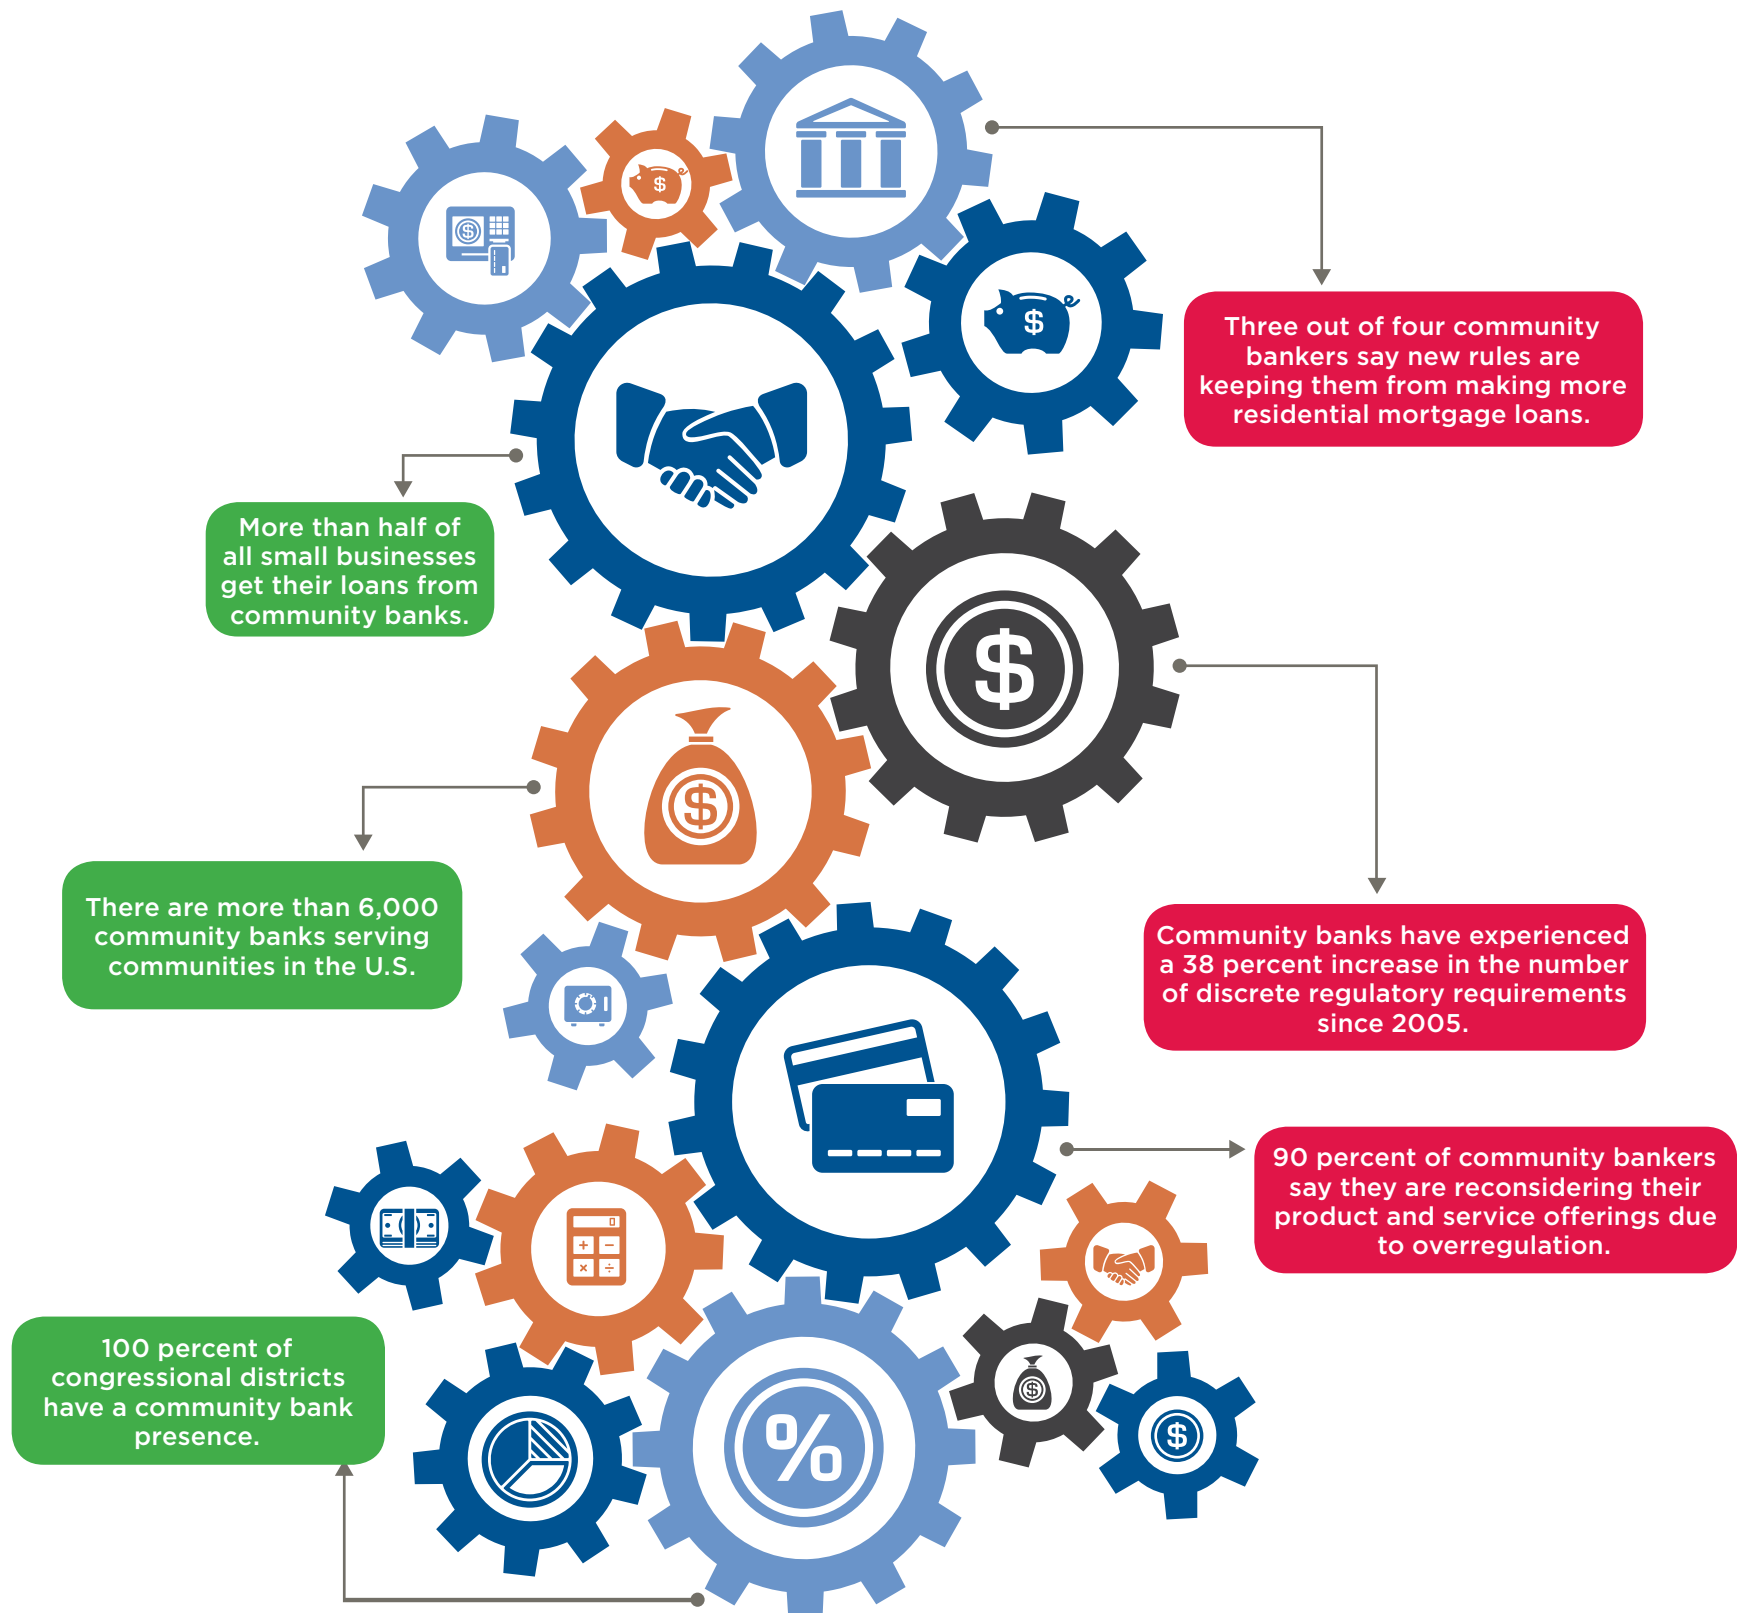 Three out of four community
bankers say new rules are
keeping them from making more
residential mortgage loans.
More than half of
all small businesses
get their loans from
community banks.
There are more than 6,000
community banks serving
communities in the U.S.
Community banks have experienced
a 38 percent increase in the number
of discrete regulatory requirements
since 2005.
90 percent of community bankers
say they are reconsidering their
product and service offerings due
to overregulation.
100 percent of
congressional districts
have a community bank
presence.